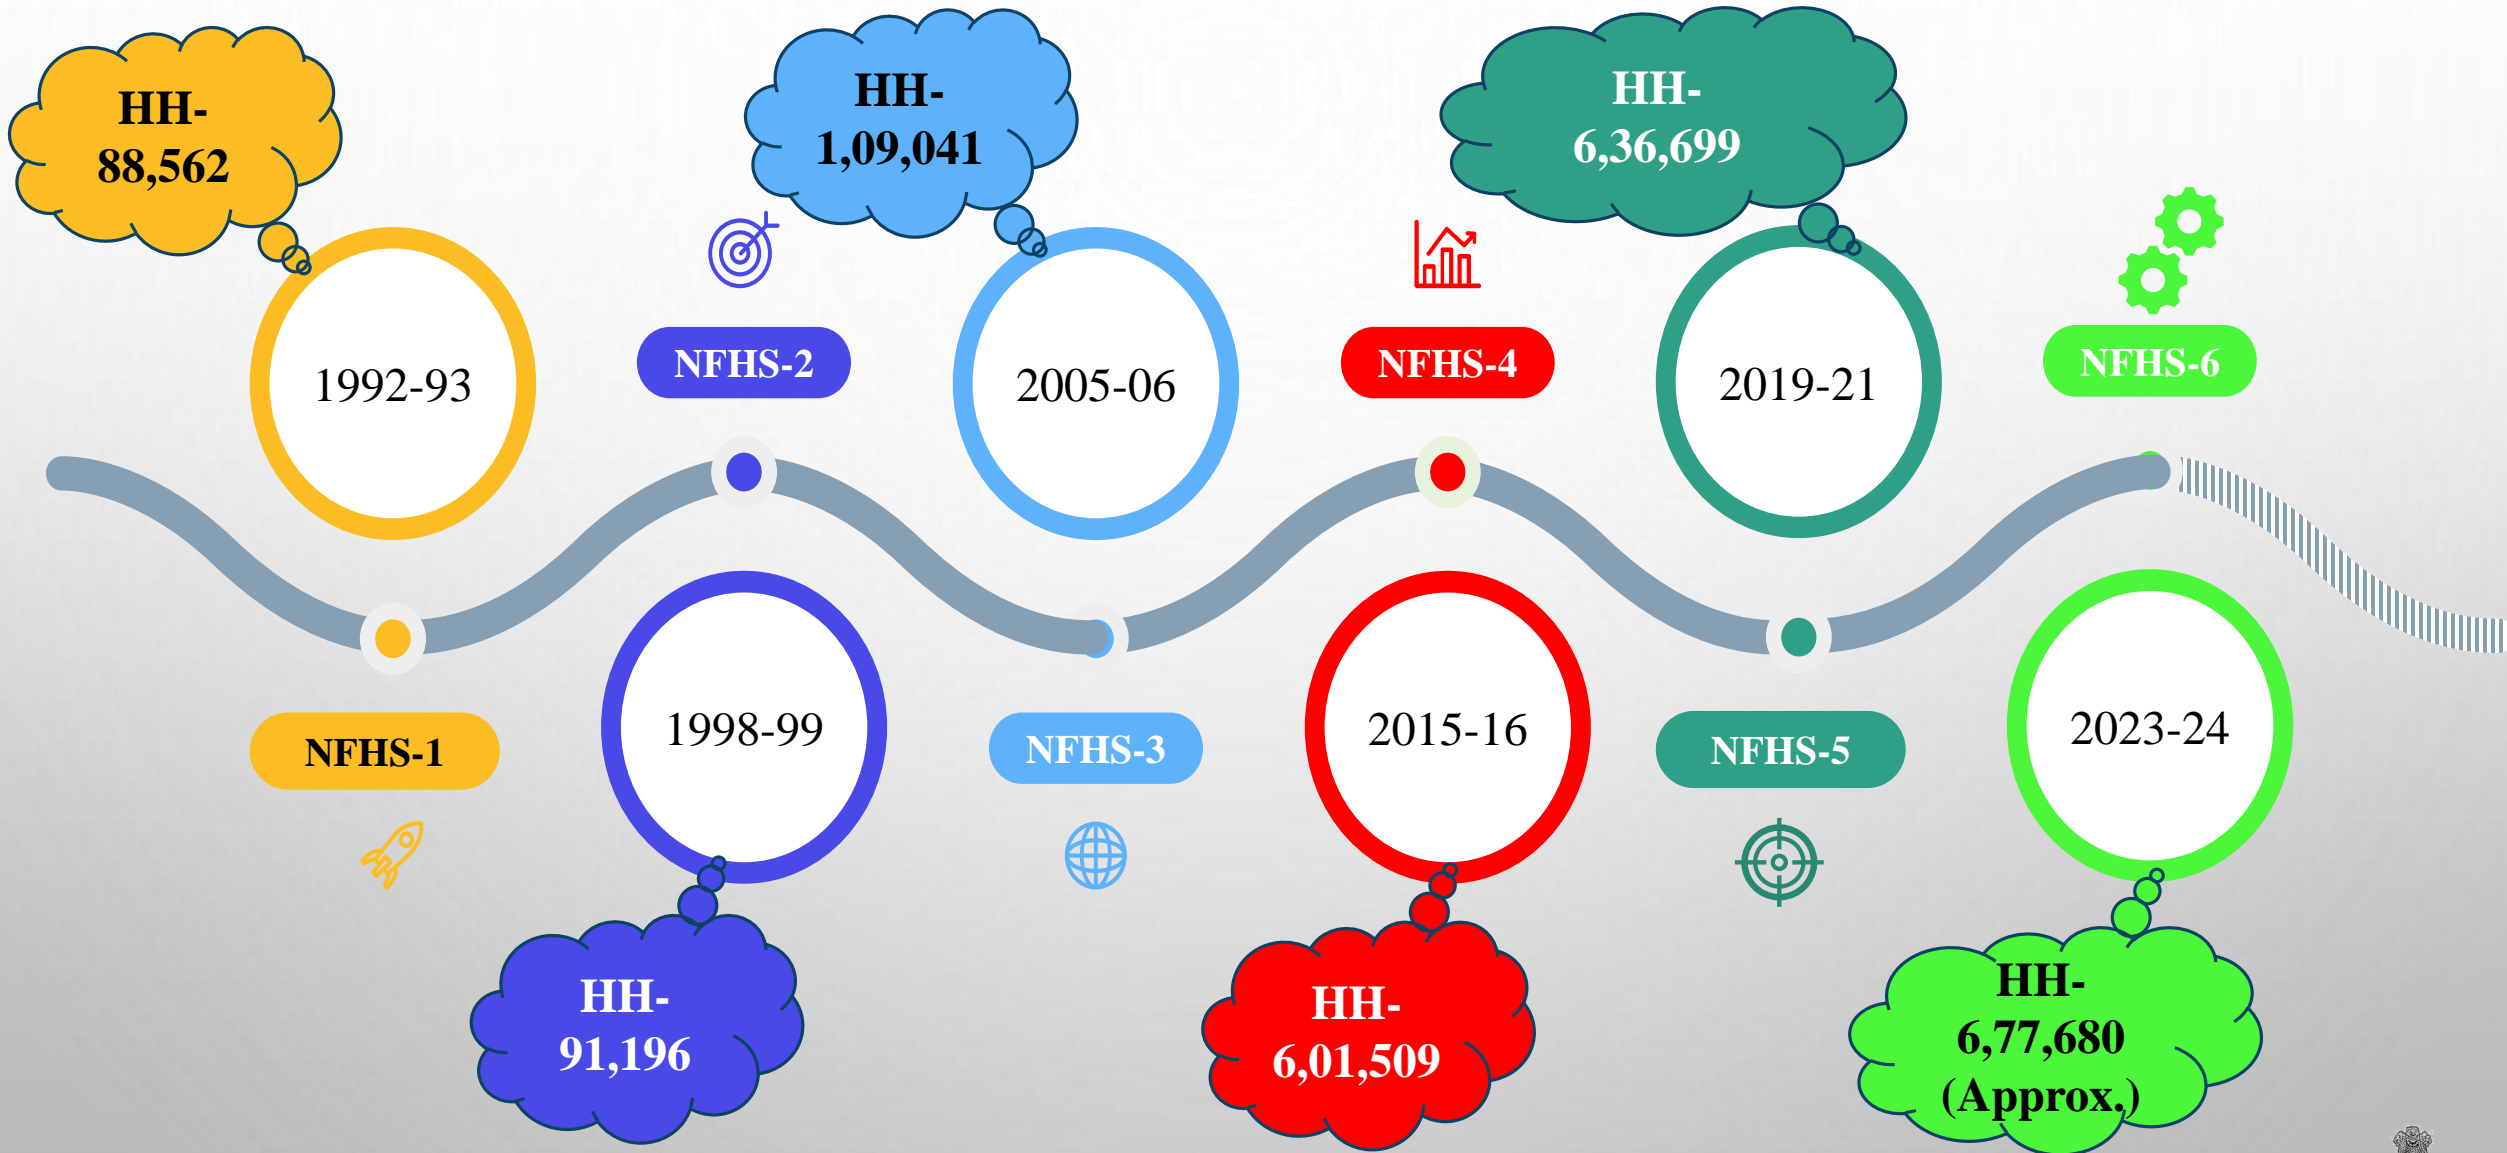 HH-
88,562
1992-93
NFHS-1
NFHS-2
1998-99
HH-
91,196
HH-
1,09,041
2005-06
NFHS-3
NFHS-4
2015-16
HH-
6,01,509
HH-
6,36,699
2019-21
NFHS-5
NFHS-6
2023-24
HH-
6,77,680
(Approx.)